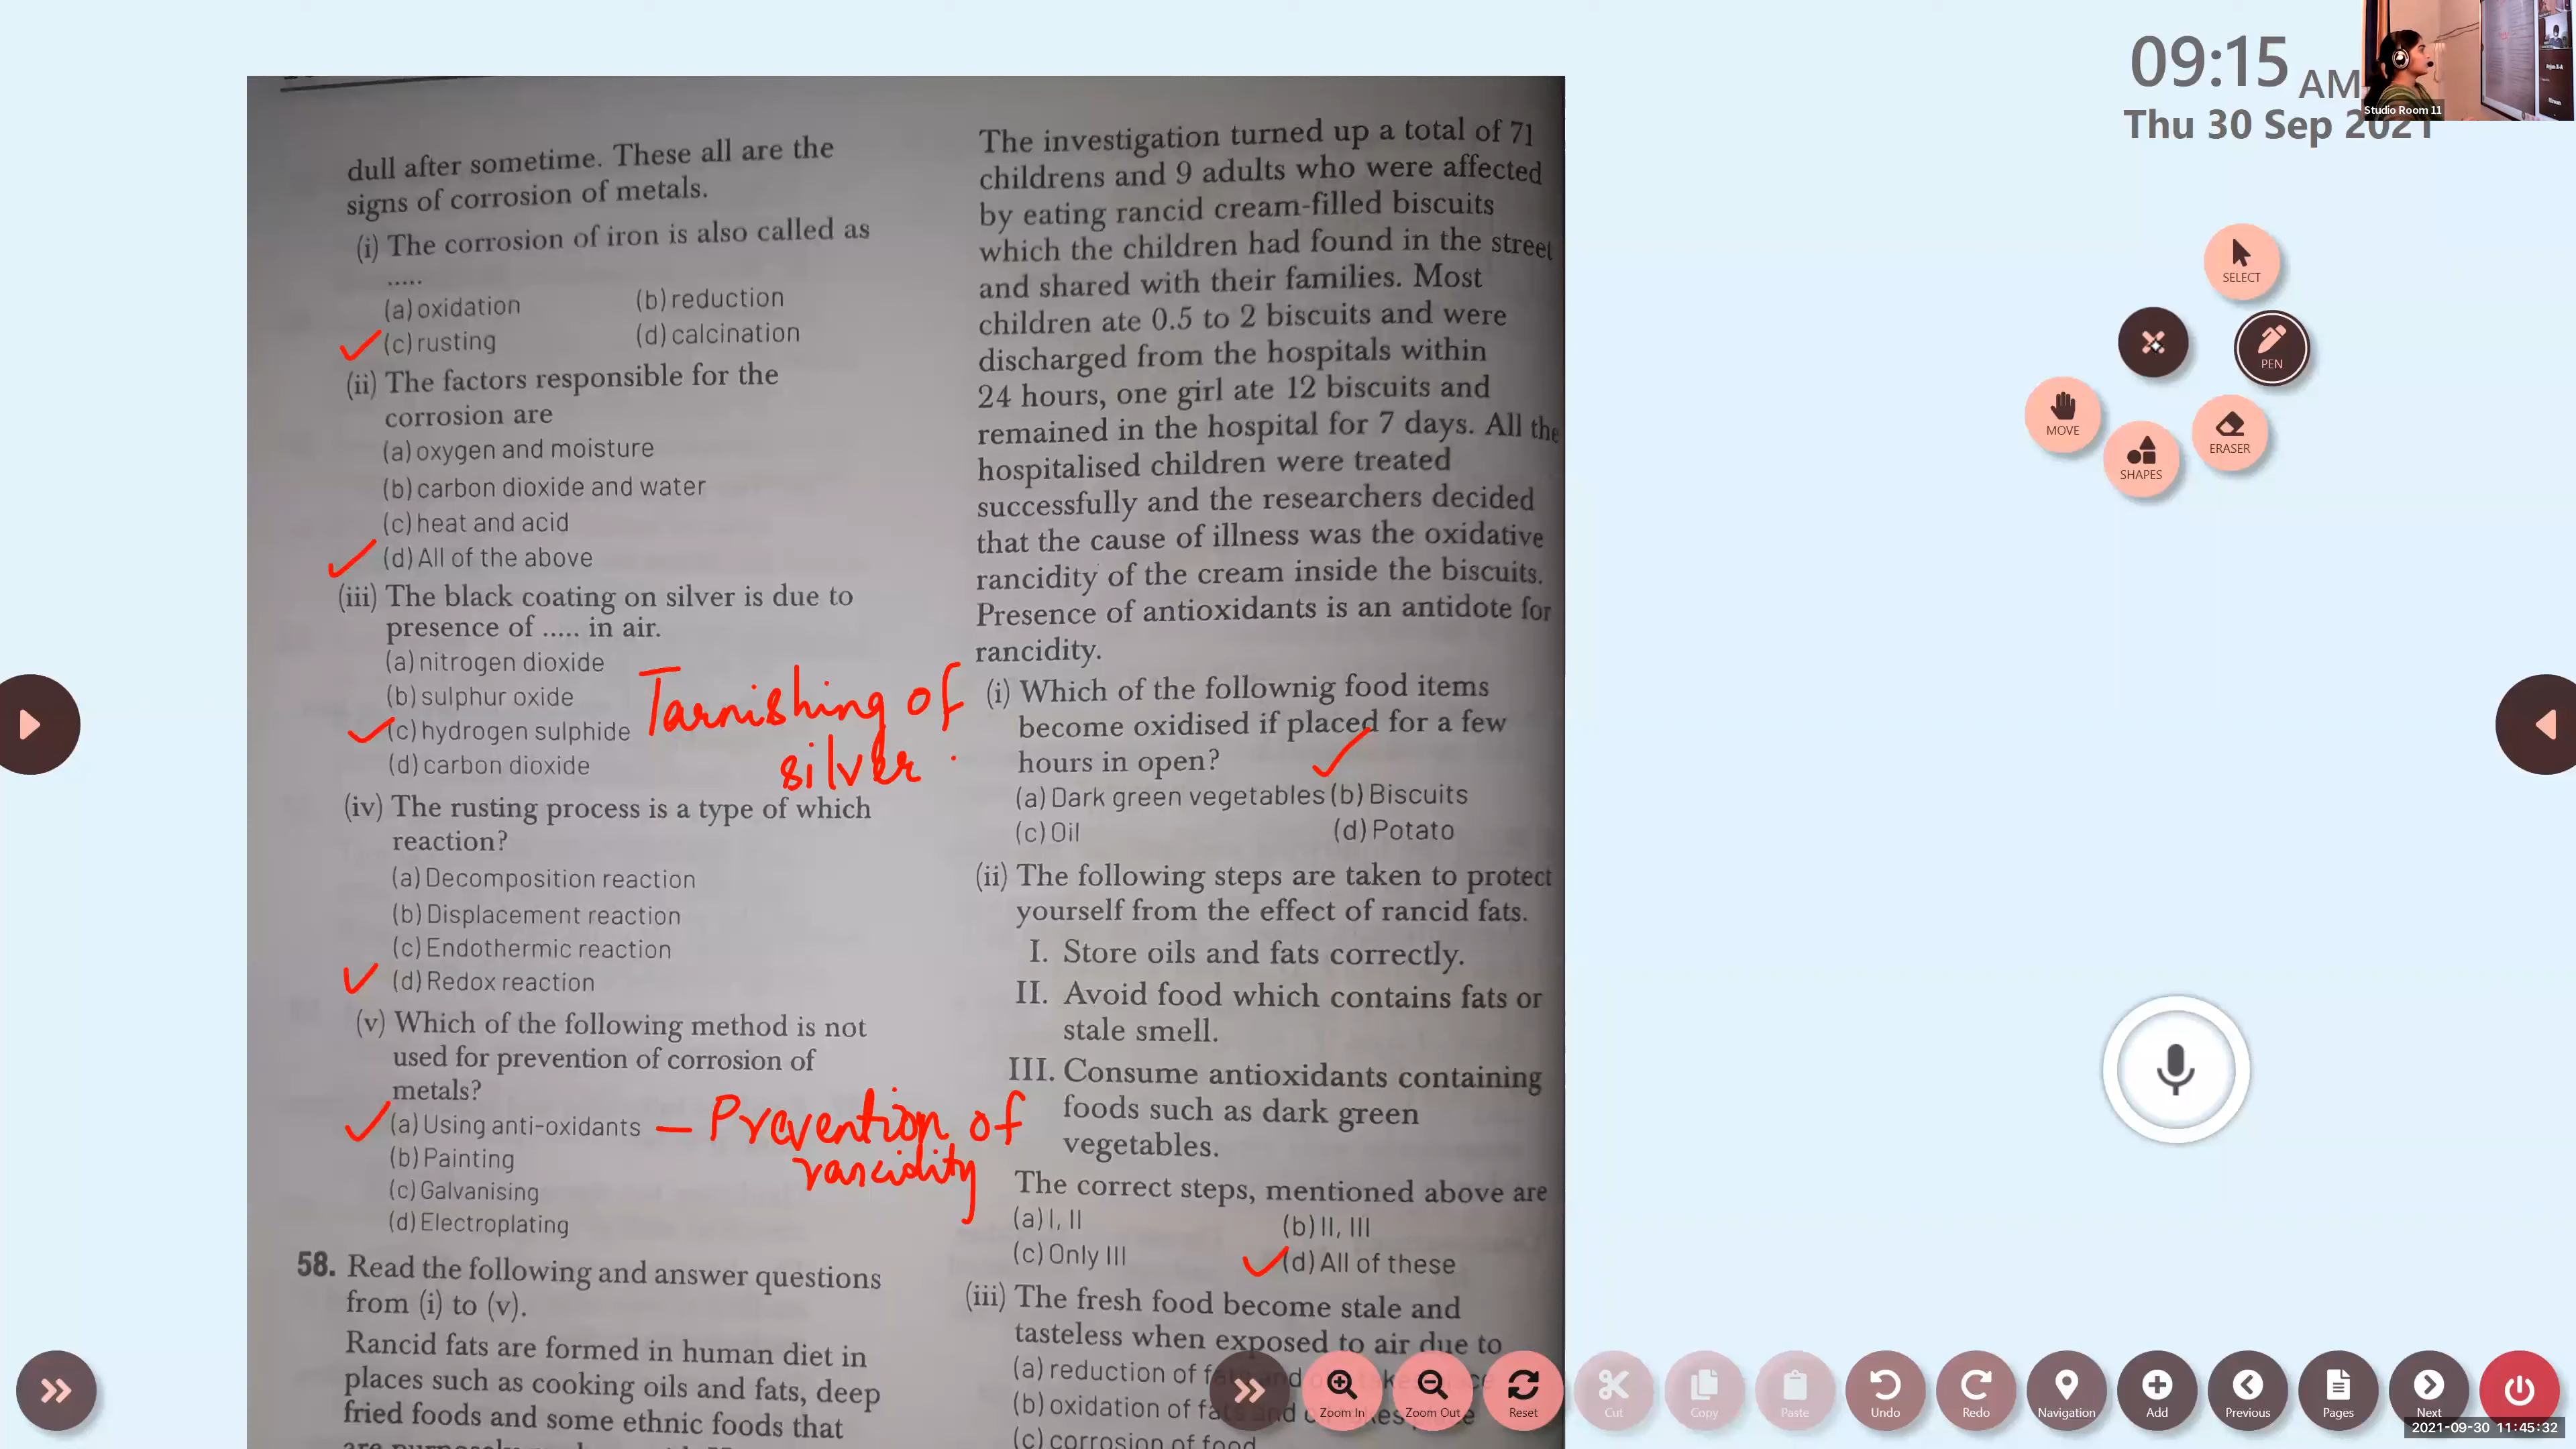 dull after sometime. These all are the
signs of corrosion of metals.
(i) The corrosion of iron is also called as
.....
(a) oxidation (b) reduction
(c) rusting (d) calcination
(ii) The factors responsible for the
corrosion are
(a) oxygen and moisture
(b) carbon dioxide and water
(c) heat and acid
(d) All of the above
(iii) The black coating on silver is due to
presence of ..... in air.
(a) nitrogen dioxide
(b) sulphur oxide
(c) hydrogen sulphide
(d) carbon dioxide
Tarnishing of
silver.
(iv) The rusting process is a type of which
reaction?
(a) Decomposition reaction
(b) Displacement reaction
(c) Endothermic reaction
(d) Redox reaction
(v) Which of the following method is not
used for prevention of corrosion of
metals?
(a) Using anti-oxidants
(b) Painting
(c) Galvanising
(d) Electroplating
— Prevention of
rancidity
58. Read the following and answer questions
from (i) to (v).
Rancid fats are formed in human diet in
places such as cooking oils and fats, deep
fried foods and some ethnic foods that
The investigation turned up a total of 71
childrens and 9 adults who were affected
by eating rancid cream-filled biscuits
which the children had found in the street
and shared with their families. Most
children ate 0.5 to 2 biscuits and were
discharged from the hospitals within
24 hours, one girl ate 12 biscuits and
remained in the hospital for 7 days. All the
hospitalised children were treated
successfully and the researchers decided
that the cause of illness was the oxidative
rancidity of the cream inside the biscuits.
Presence of antioxidants is an antidote for
rancidity.
(i) Which of the follownig food items
become oxidised if placed for a few
hours in open?
(a) Dark green vegetables (b) Biscuits
(c) Oil (d) Potato
(ii) The following steps are taken to protect
yourself from the effect of rancid fats.
I. Store oils and fats correctly.
II. Avoid food which contains fats or
stale smell.
III. Consume antioxidants containing
foods such as dark green
vegetables.
The correct steps, mentioned above are
(a) I, II (b) II, III
(c) Only III (d) All of these
(iii) The fresh food become stale and
tasteless when exposed to air due to
(a) reduction of
(b) oxidation of
(c) corrosion of food
09:15 AM
Thu 30 Sep 2021
Studio Room 11
SELECT
PEN
MOVE
ERASER
SHAPES
Zoom In
Zoom Out
Reset
Cut
Copy
Paste
Undo
Redo
Navigation
Add
Previous
Pages
Next
2021-09-30 11:45:32